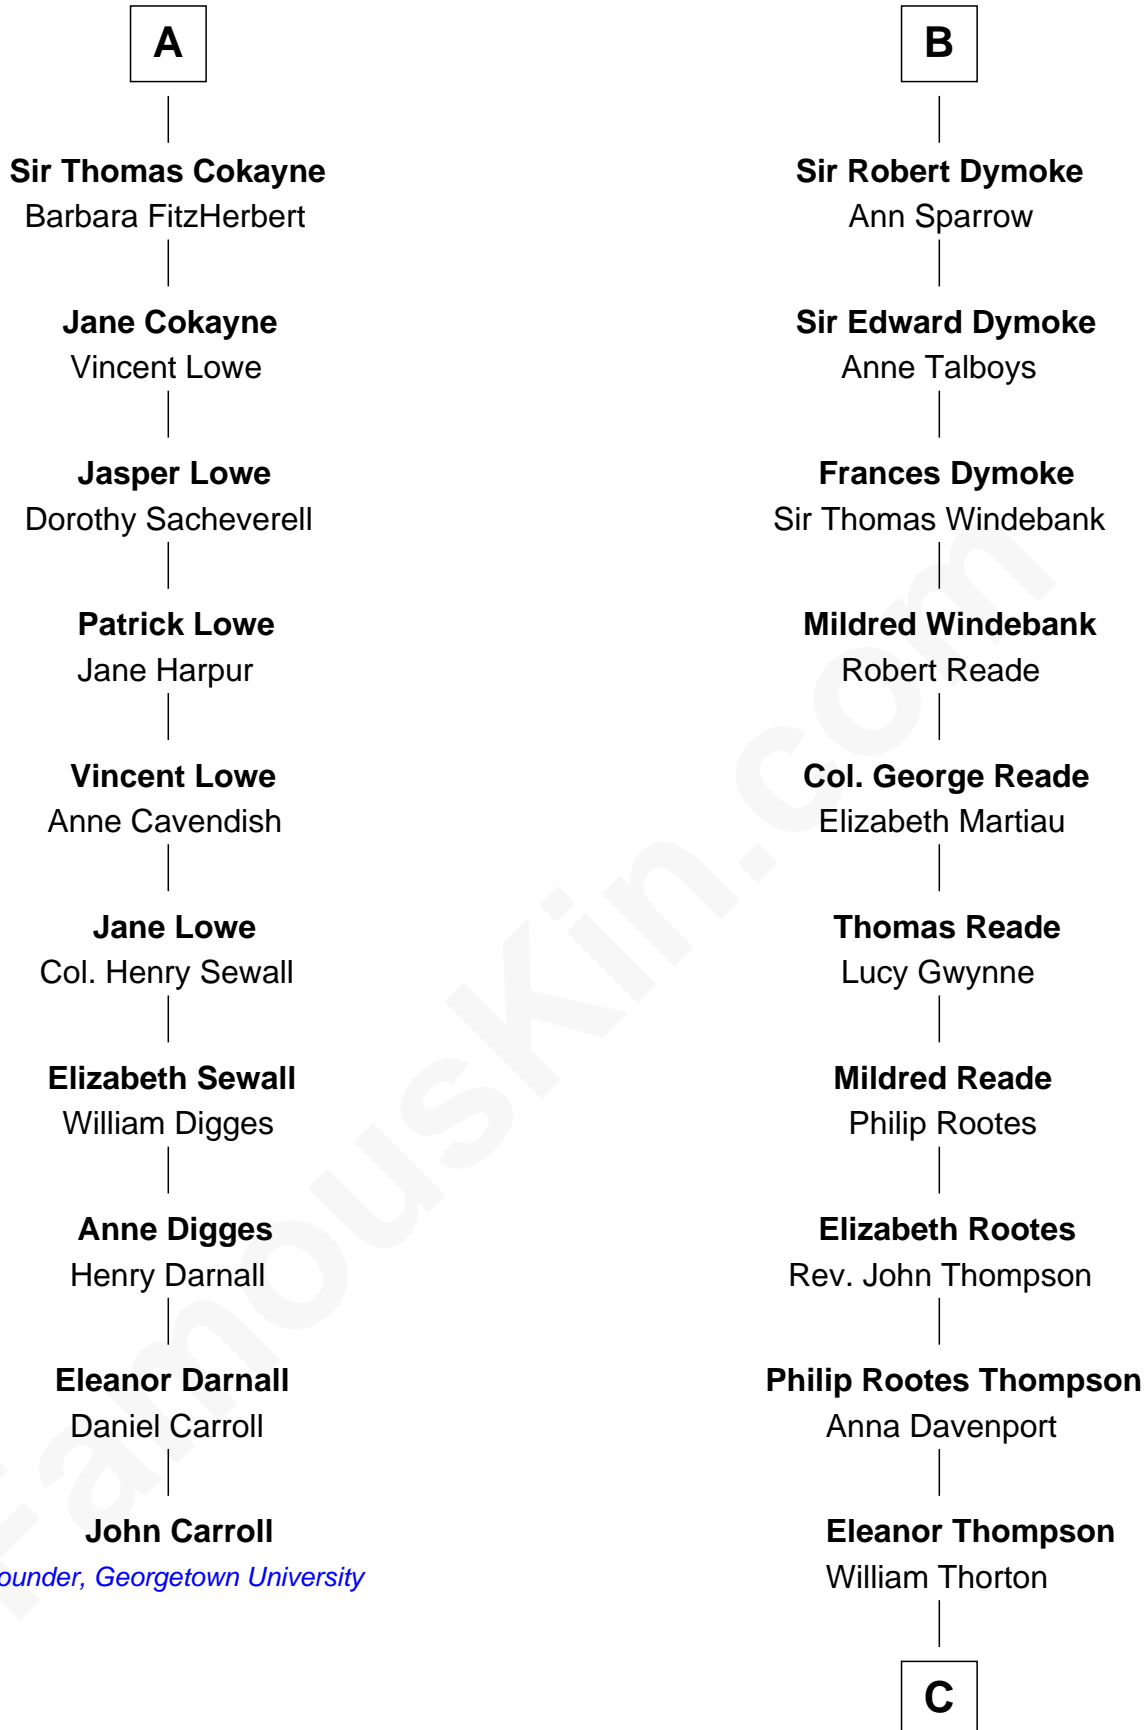 A
Sir Thomas Cokayne
Barbara FitzHerbert
Jane Cokayne
Vincent Lowe
Jasper Lowe
Dorothy Sacheverell
Patrick Lowe
Jane Harpur
Vincent Lowe
Anne Cavendish
Jane Lowe
Col. Henry Sewall
Elizabeth Sewall
William Digges
Anne Digges
Henry Darnall
Eleanor Darnall
Daniel Carroll
John Carroll
ounder, Georgetown University
B
Sir Robert Dymoke
Ann Sparrow
Sir Edward Dymoke
Anne Talboys
Frances Dymoke
Sir Thomas Windebank
Mildred Windebank
Robert Reade
Col. George Reade
Elizabeth Martiau
Thomas Reade
Lucy Gwynne
Mildred Reade
Philip Rootes
Elizabeth Rootes
Rev. John Thompson
Philip Rootes Thompson
Anna Davenport
Eleanor Thompson
William Thorton
C
FamousKin.com